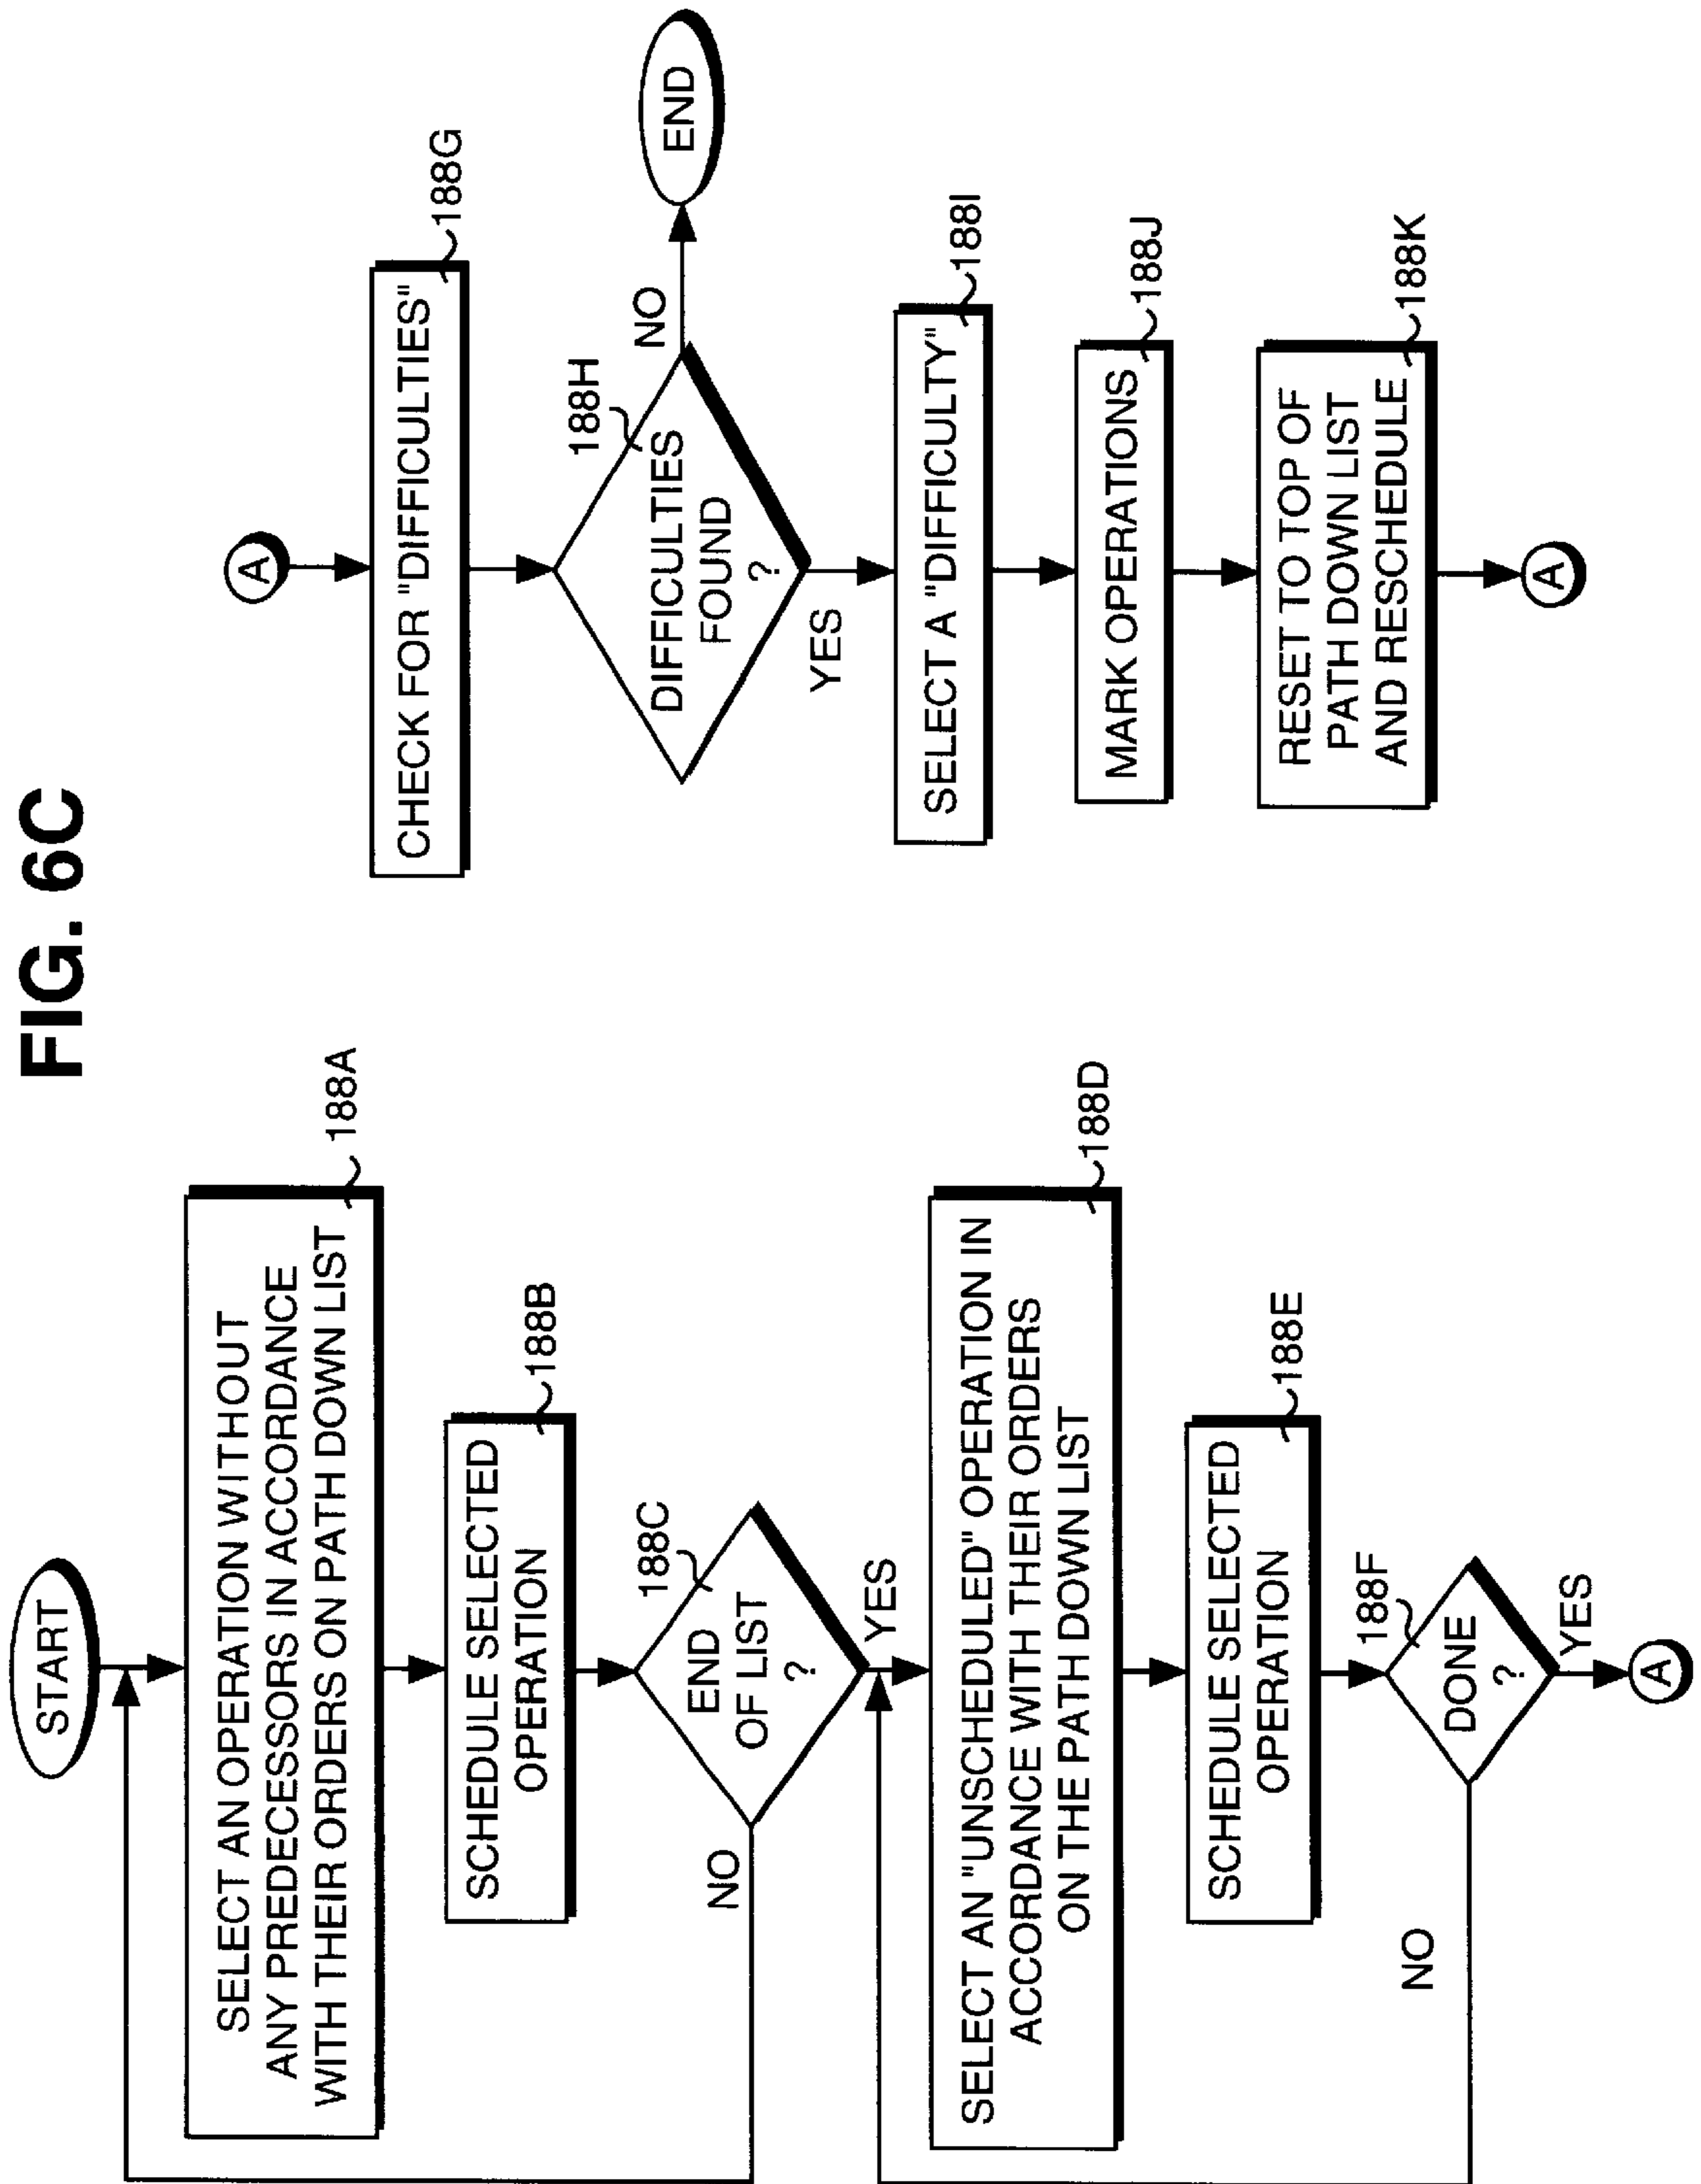 FIG. 6C
START
SELECT AN OPERATION WITHOUT
ANY PREDECESSORS IN ACCORDANCE
WITH THEIR ORDERS ON PATH DOWN LIST
188A
SCHEDULE SELECTED
OPERATION
188B
END
OF LIST
?
188C
NO
YES
SELECT AN "UNSCHEDULED" OPERATION IN
ACCORDANCE WITH THEIR ORDERS
ON THE PATH DOWN LIST
188D
SCHEDULE SELECTED
OPERATION
188E
DONE
?
188F
NO
YES
A
A
CHECK FOR "DIFFICULTIES"
188G
DIFFICULTIES
FOUND
?
188H
NO
END
YES
SELECT A "DIFFICULTY"
188I
MARK OPERATIONS
188J
RESET TO TOP OF
PATH DOWN LIST
AND RESCHEDULE
188K
A